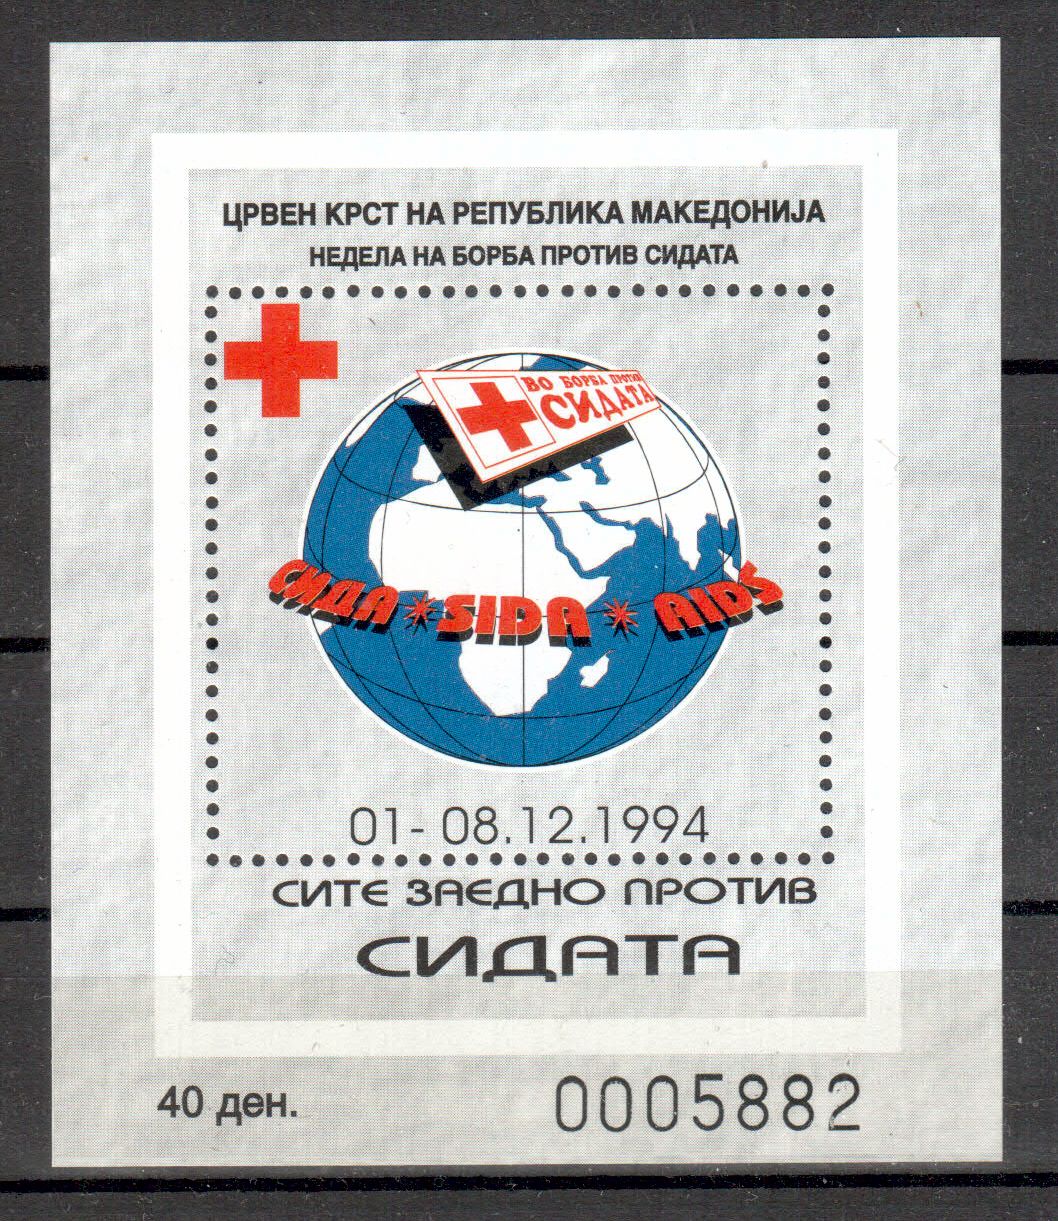 ЦРВЕН КРСТ НА РЕПУБЛИКА МАКЕДОНИЈА
НЕДЕЛА НА БОРБА ПРОТИВ СИДАТА
ВО БОРБА ПРОТИВ
СИДАТА
СИДА * SIDA * AIDS
01-08.12.1994
СИТЕ ЗАЕДНО ПРОТИВ
СИДАТА
40 ден.
0005882